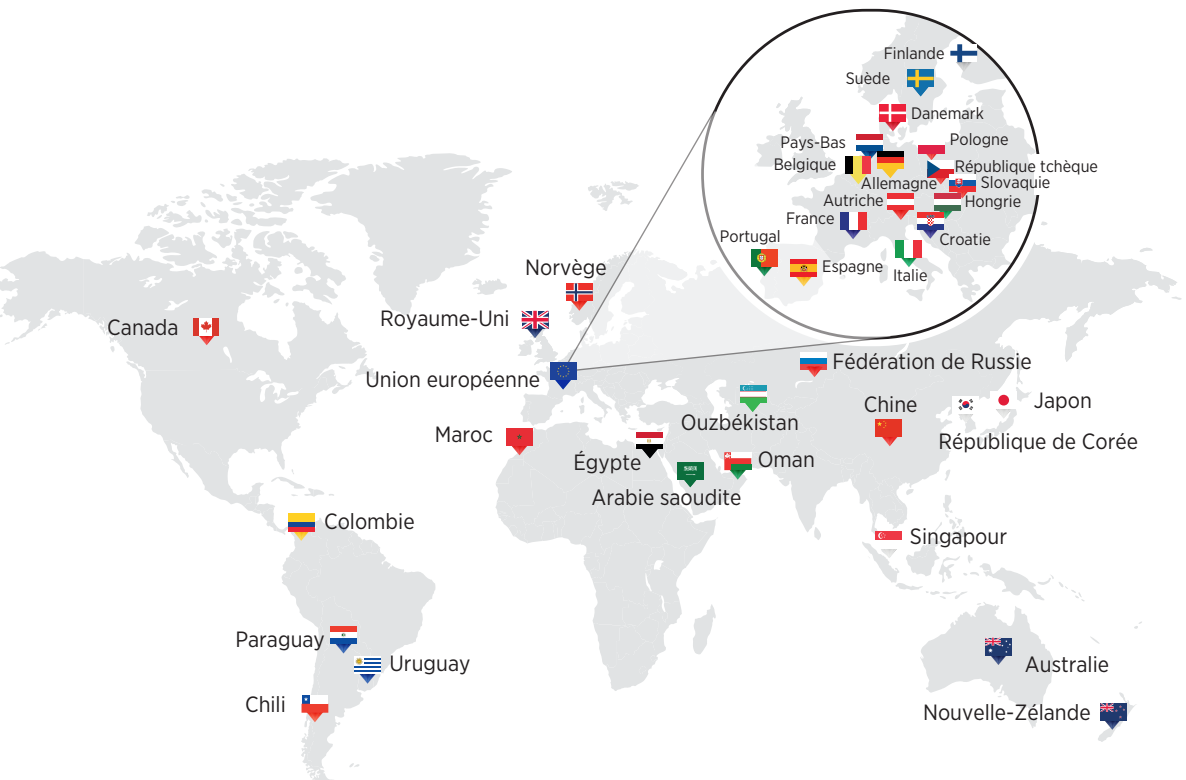 Finlande
Suède
Danemark
Pays-Bas
Pologne
Belgique
République tchèque
Allemagne
Slovaquie
Autriche
Hongrie
France
Croatie
Portugal
Espagne
Italie
Norvège
Royaume-Uni
Canada
Union européenne
Fédération de Russie
Ouzbékistan
Chine
Japon
Maroc
République de Corée
Égypte
Oman
Arabie saoudite
Colombie
Singapour
Paraguay
Uruguay
Australie
Chili
Nouvelle-Zélande